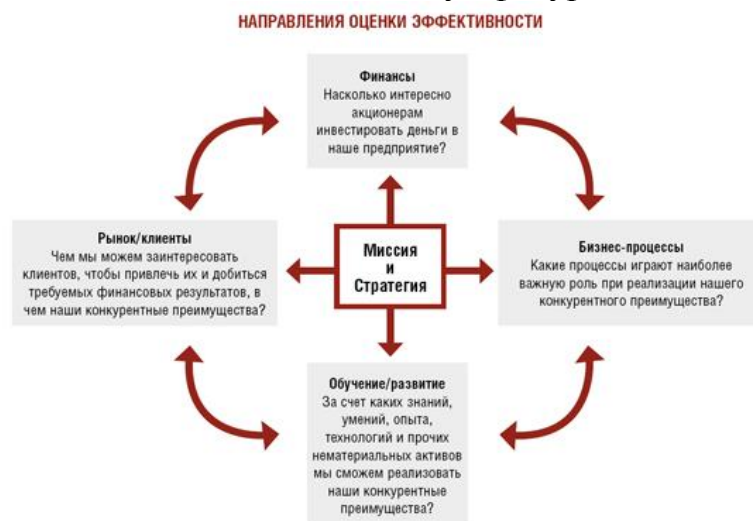 НАПРАВЛЕНИЯ ОЦЕНКИ ЭФФЕКТИВНОСТИ
Финансы
Насколько интересно
акционерам
инвестировать деньги в
наше предприятие?
Рынок/клиенты
Чем мы можем заинтересовать
клиентов, чтобы привлечь их и добиться
требуемых финансовых результатов, в
чем наши конкурентные преимущества?
Миссия
и
Стратегия
Бизнес-процессы
Какие процессы играют наиболее
важную роль при реализации нашего
конкурентного преимущества?
Обучение/развитие
За счет каких знаний,
умений, опыта,
технологий и прочих
нематериальных активов
мы сможем реализовать
наши конкурентные
преимущества?